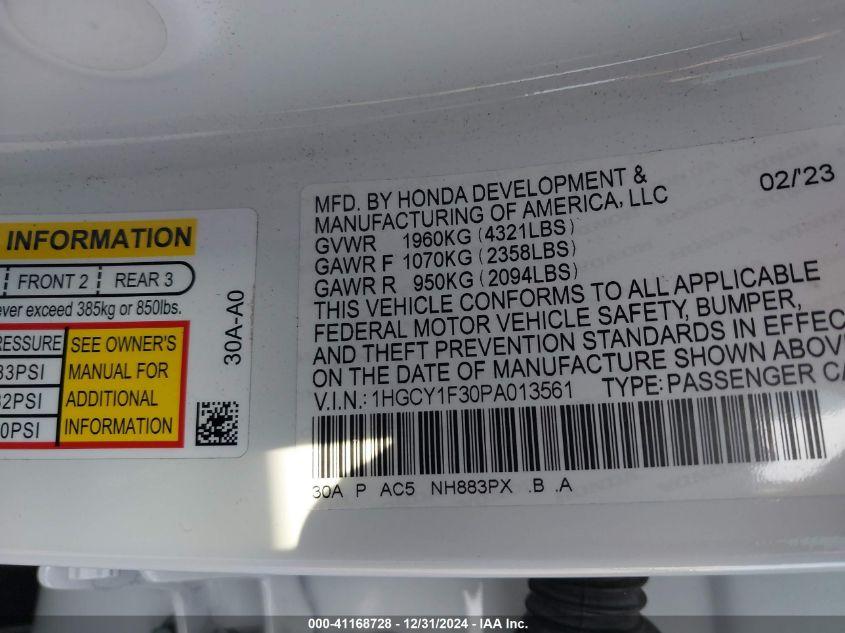 INFORMATION
FRONT 2 REAR 3
ever exceed 385kg or 850lbs.
RESSURE SEE OWNER'S
33PSI MANUAL FOR
32PSI ADDITIONAL
0PSI INFORMATION
30A-A0
MFD. BY HONDA DEVELOPMENT & 02/'23
MANUFACTURING OF AMERICA, LLC
GVWR 1960KG (4321LBS)
GAWR F 1070KG (2358LBS)
GAWR R 950KG (2094LBS)
THIS VEHICLE CONFORMS TO ALL APPLICABLE
FEDERAL MOTOR VEHICLE SAFETY, BUMPER,
AND THEFT PREVENTION STANDARDS IN EFFEC
ON THE DATE OF MANUFACTURE SHOWN ABOV
V.I.N.: 1HGCY1F30PA013561 TYPE: PASSENGER CA
30A P AC5 NH883PX .B .A
000-41168728 - 12/31/2024 - IAA Inc.